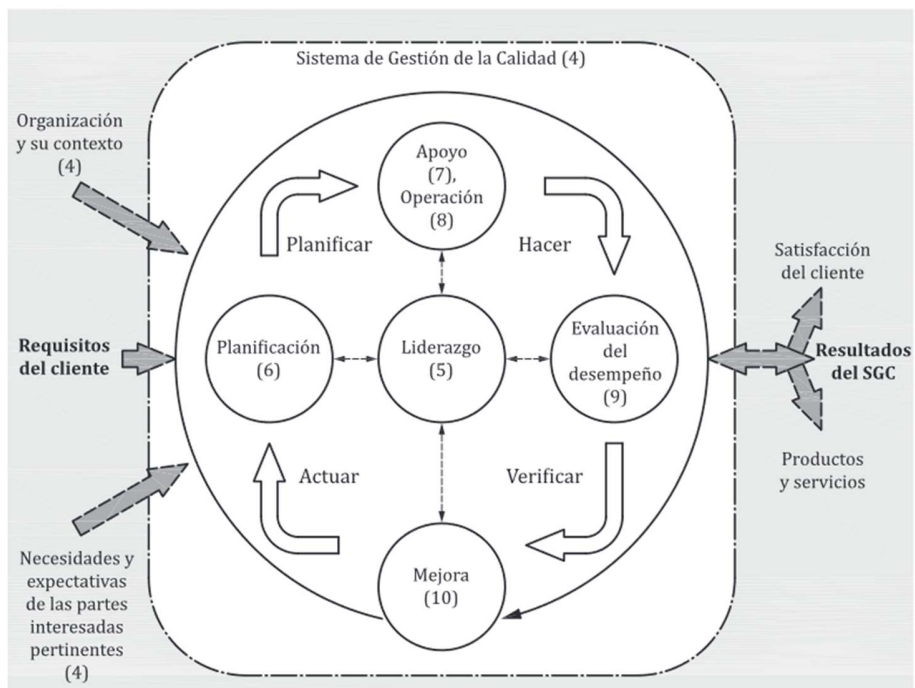 Sistema de Gestión de la Calidad (4)
Organización
y su contexto
(4)
Apoyo
(7),
Operación
(8)
Planificar
Hacer
Satisfacción
del cliente
Requisitos
del cliente
Planificación
(6)
Liderazgo
(5)
Evaluación
del
desempeño
(9)
Resultados
del SGC
Actuar
Verificar
Productos
y servicios
Necesidades y
expectativas
de las partes
interesadas
pertinentes
(4)
Mejora
(10)